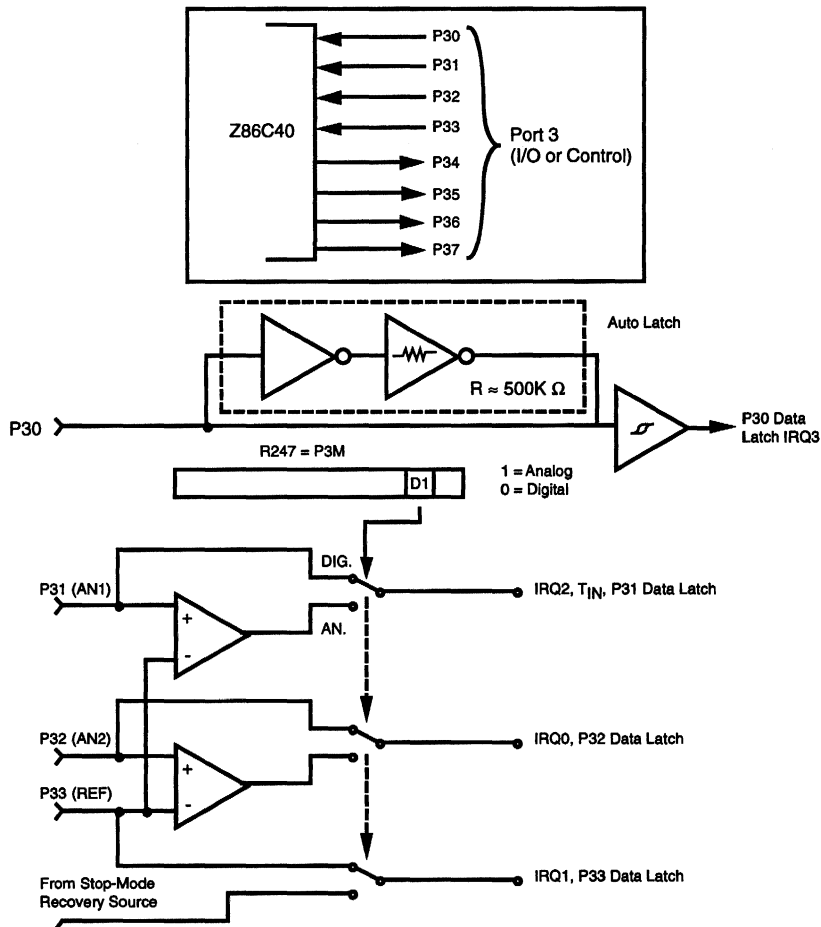 Z86C40
P30
P31
P32
P33
P34
P35
P36
P37
Port 3
(I/O or Control)
Auto Latch
R ≈ 500K Ω
P30
P30 Data
Latch IRQ3
R247 = P3M
D1
1 = Analog
0 = Digital
DIG.
P31 (AN1)
IRQ2, TIN, P31 Data Latch
+
AN.
-
P32 (AN2)
IRQ0, P32 Data Latch
+
P33 (REF)
-
From Stop-Mode
Recovery Source
IRQ1, P33 Data Latch